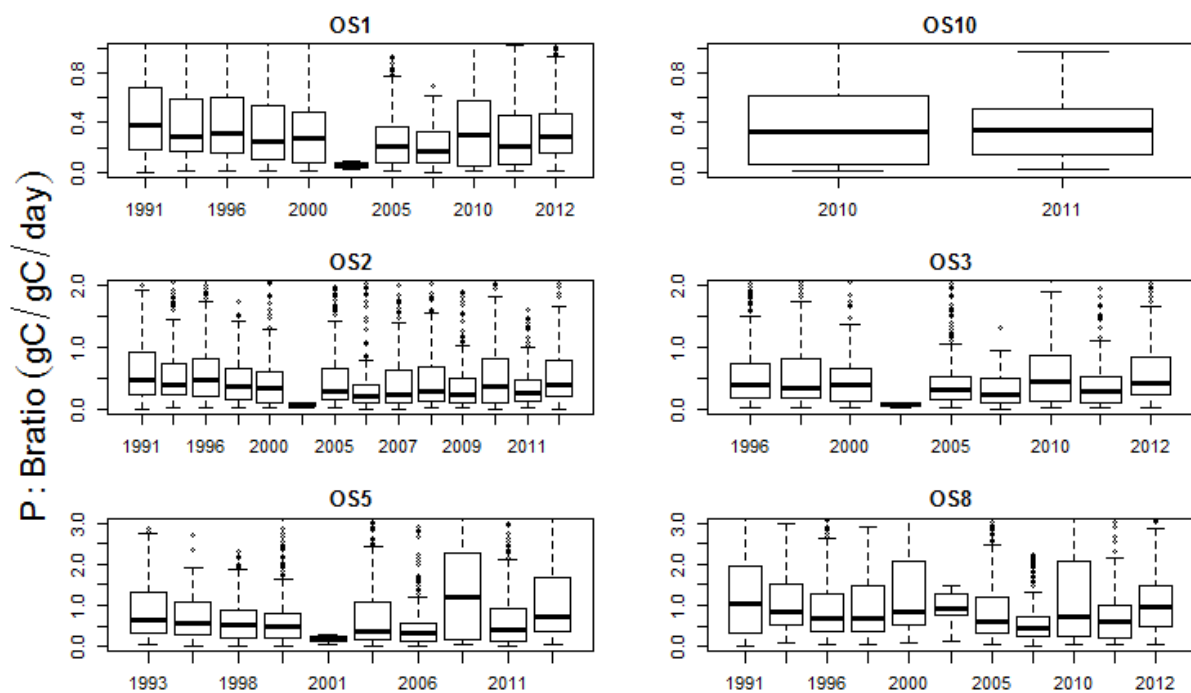 P : Bratio (gC / gC / day)
OS1
0.0 0.4 0.8
1991 1996 2000 2005 2010 2012
OS10
0.0 0.4 0.8
2010 2011
OS2
0.0 1.0 2.0
1991 1996 2000 2005 2007 2009 2011
OS3
0.0 1.0 2.0
1996 2000 2005 2010 2012
OS5
0.0 1.0 2.0 3.0
1993 1998 2001 2006 2011
OS8
0.0 1.0 2.0 3.0
1991 1996 2000 2005 2010 2012